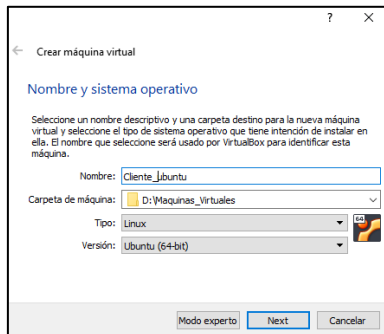 ?
Crear máquina virtual
Nombre y sistema operativo
Seleccione un nombre descriptivo y una carpeta destino para la nueva máquina
virtual y seleccione el tipo de sistema operativo que tiene intención de instalar en
ella. El nombre que seleccione será usado por VirtualBox para identificar esta
máquina.
Nombre: Cliente_ubuntu
Carpeta de máquina: D:\Maquinas_Virtuales
Tipo: Linux
64
Versión: Ubuntu (64-bit)
Modo experto Next Cancelar